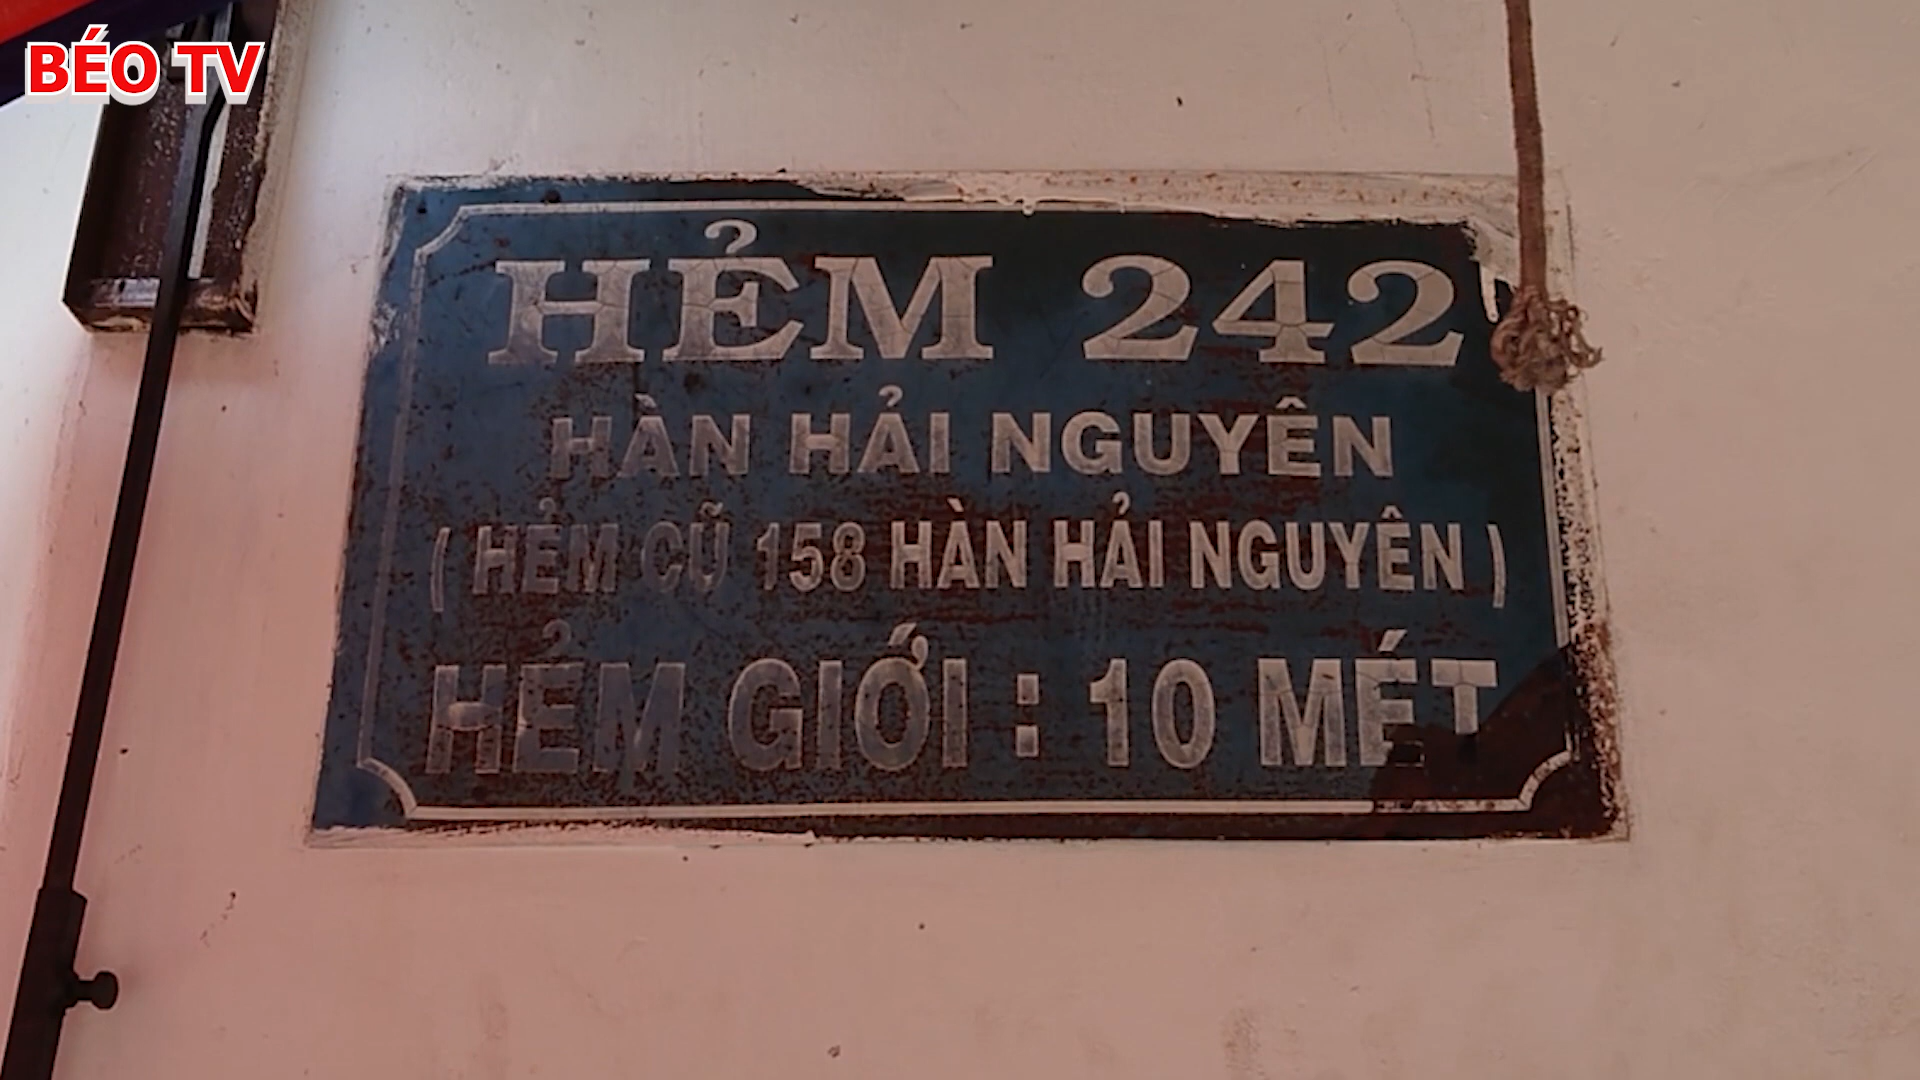 BÉO TV
HẺM 242
HÀN HẢI NGUYÊN
( HẺM CŨ 158 HÀN HẢI NGUYÊN )
HẺM GIỚI : 10 MÉT